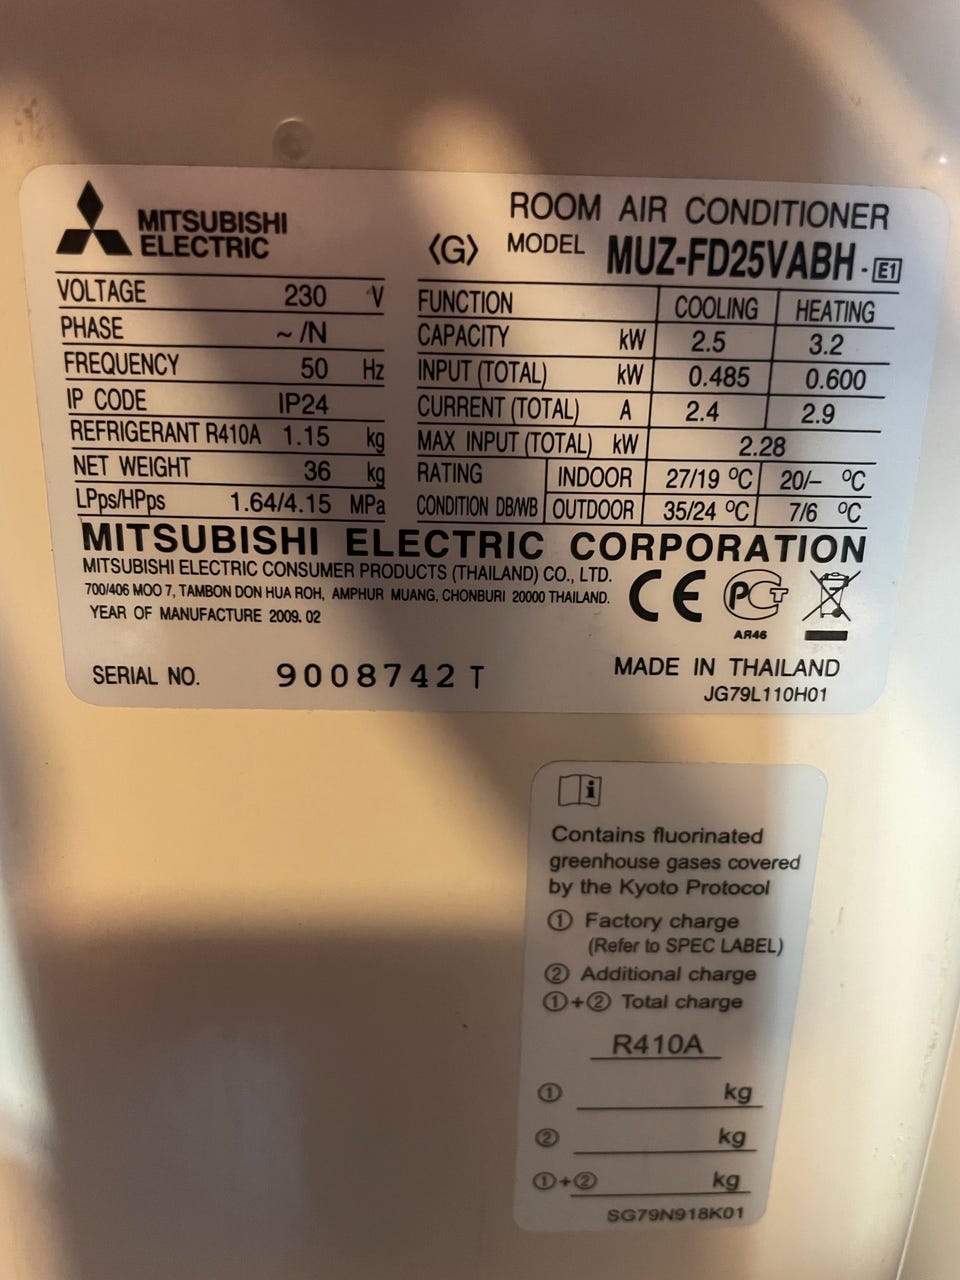 MITSUBISHI
ELECTRIC
ROOM AIR CONDITIONER
⟨G⟩ MODEL MUZ-FD25VABH - E1
VOLTAGE 230 V
PHASE ~ /N
FREQUENCY 50 Hz
IP CODE IP24
REFRIGERANT R410A 1.15 kg
NET WEIGHT 36 kg
LPps/HPps 1.64/4.15 MPa
FUNCTION COOLING HEATING
CAPACITY kW 2.5 3.2
INPUT (TOTAL) kW 0.485 0.600
CURRENT (TOTAL) A 2.4 2.9
MAX INPUT (TOTAL) kW 2.28
RATING INDOOR 27/19 ºC 20/– ºC
CONDITION DB/WB OUTDOOR 35/24 ºC 7/6 ºC
MITSUBISHI ELECTRIC CORPORATION
MITSUBISHI ELECTRIC CONSUMER PRODUCTS (THAILAND) CO., LTD.
700/406 MOO 7, TAMBON DON HUA ROH, AMPHUR MUANG, CHONBURI 20000 THAILAND.
YEAR OF MANUFACTURE 2009. 02
CE
РСТ
АЯ46
SERIAL NO. 9008742 T
MADE IN THAILAND
JG79L110H01
i
Contains fluorinated
greenhouse gases covered
by the Kyoto Protocol
① Factory charge
(Refer to SPEC LABEL)
② Additional charge
①+② Total charge
R410A
① kg
② kg
①+② kg
SG79N918K01